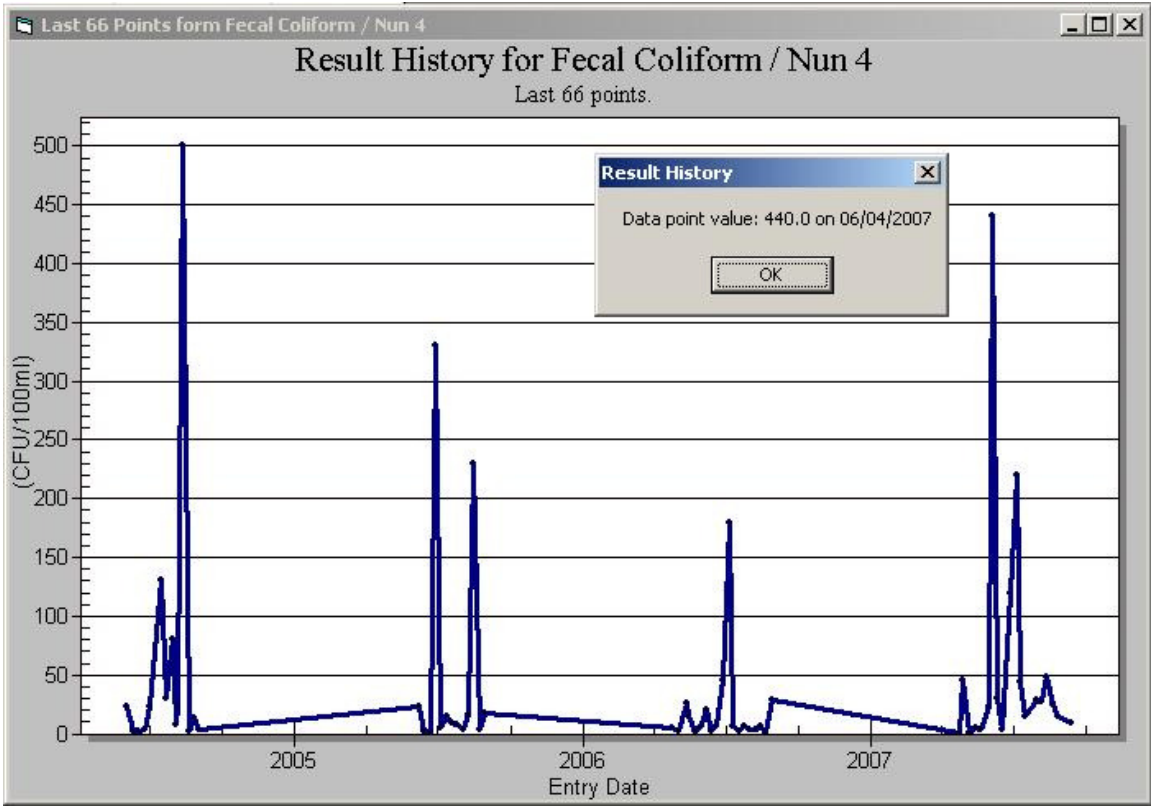 Last 66 Points form Fecal Coliform / Nun 4
Result History for Fecal Coliform / Nun 4
Last 66 points.
Result History
Data point value: 440.0 on 06/04/2007
OK
(CFU/100ml)
500
450
400
350
300
250
200
150
100
50
0
2005
2006
2007
Entry Date